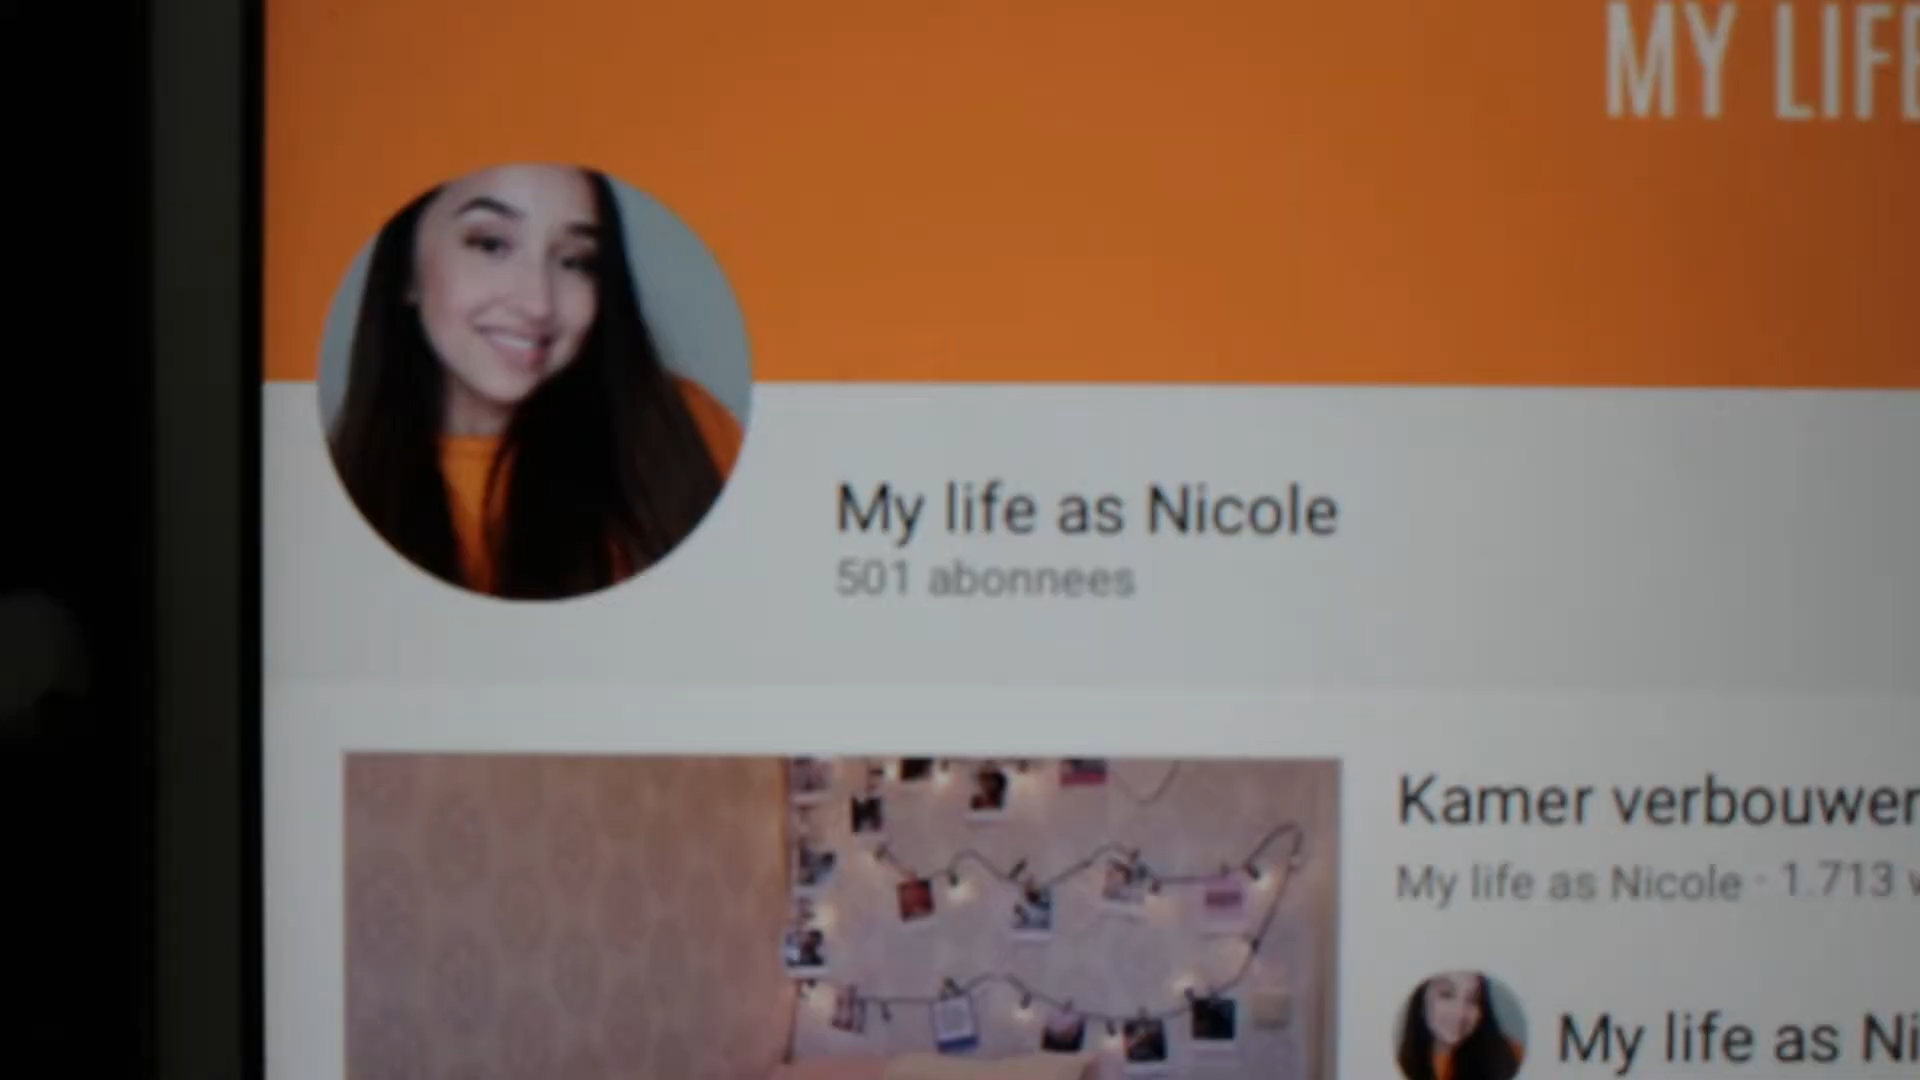 MY LIFE
My life as Nicole
501 abonnees
Kamer verbouwen
My life as Nicole · 1.713
My life as Ni